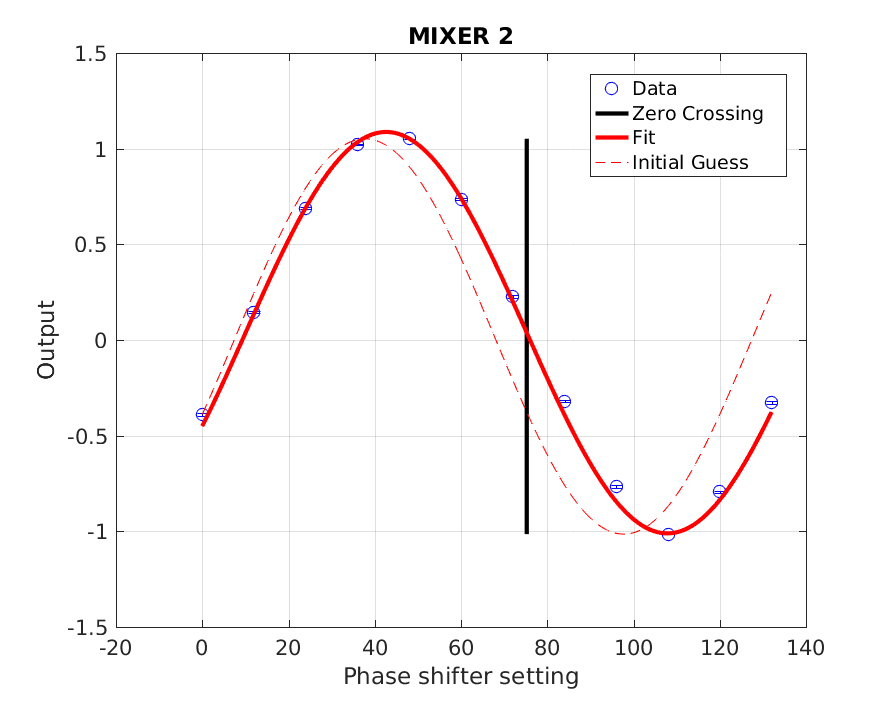 MIXER 2
1.5
1
0.5
0
-0.5
-1
-1.5
Output
-20
0
20
40
60
80
100
120
140
Phase shifter setting
Data
Zero Crossing
Fit
Initial Guess